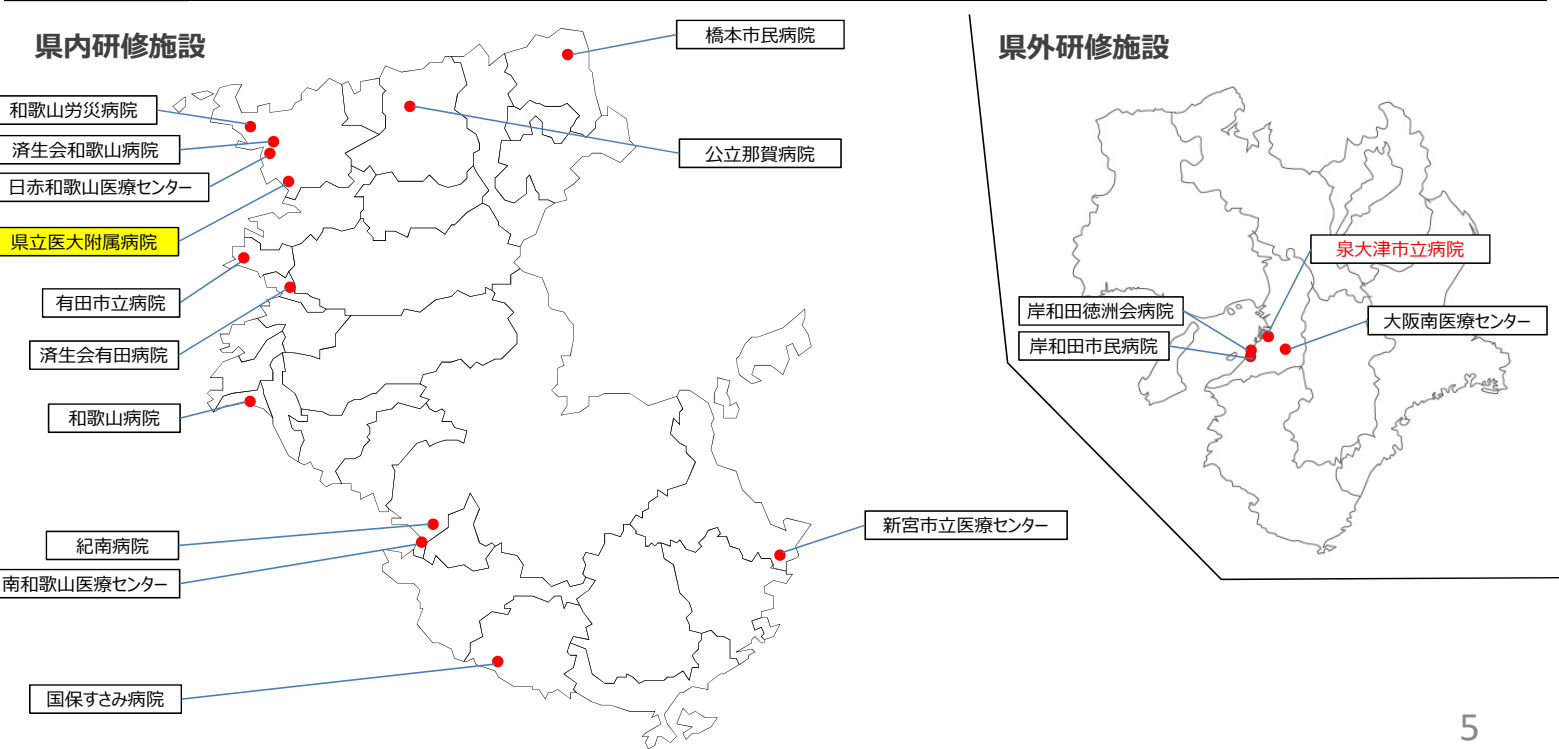 県内研修施設
橋本市民病院
和歌山労災病院
済生会和歌山病院
公立那賀病院
日赤和歌山医療センター
県立医大附属病院
有田市立病院
済生会有田病院
和歌山病院
紀南病院
新宮市立医療センター
南和歌山医療センター
国保すさみ病院
県外研修施設
泉大津市立病院
岸和田徳洲会病院
大阪南医療センター
岸和田市民病院
5